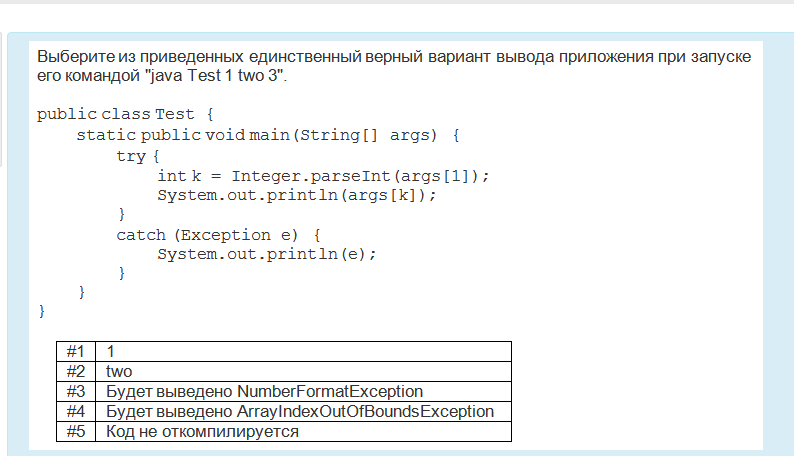 Выберите из приведенных единственный верный вариант вывода приложения при запуске
его командой "java Test 1 two 3".
public class Test {
static public void main(String[] args) {
try {
int k = Integer.parseInt(args[1]);
System.out.println(args[k]);
}
catch (Exception e) {
System.out.println(e);
}
}
}
#1 1
#2 two
#3 Будет выведено NumberFormatException
#4 Будет выведено ArrayIndexOutOfBoundsException
#5 Код не откомпилируется